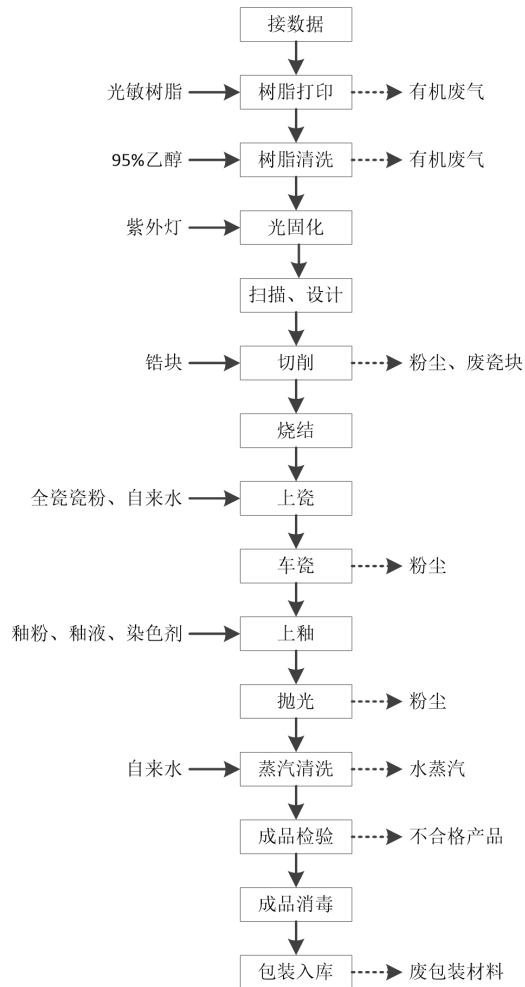 接数据
光敏树脂 树脂打印 有机废气
95%乙醇 树脂清洗 有机废气
紫外灯 光固化
扫描、设计
锆块 切削 粉尘、废瓷块
烧结
全瓷瓷粉、自来水 上瓷
车瓷 粉尘
釉粉、釉液、染色剂 上釉
抛光 粉尘
自来水 蒸汽清洗 水蒸汽
成品检验 不合格产品
成品消毒
包装入库 废包装材料